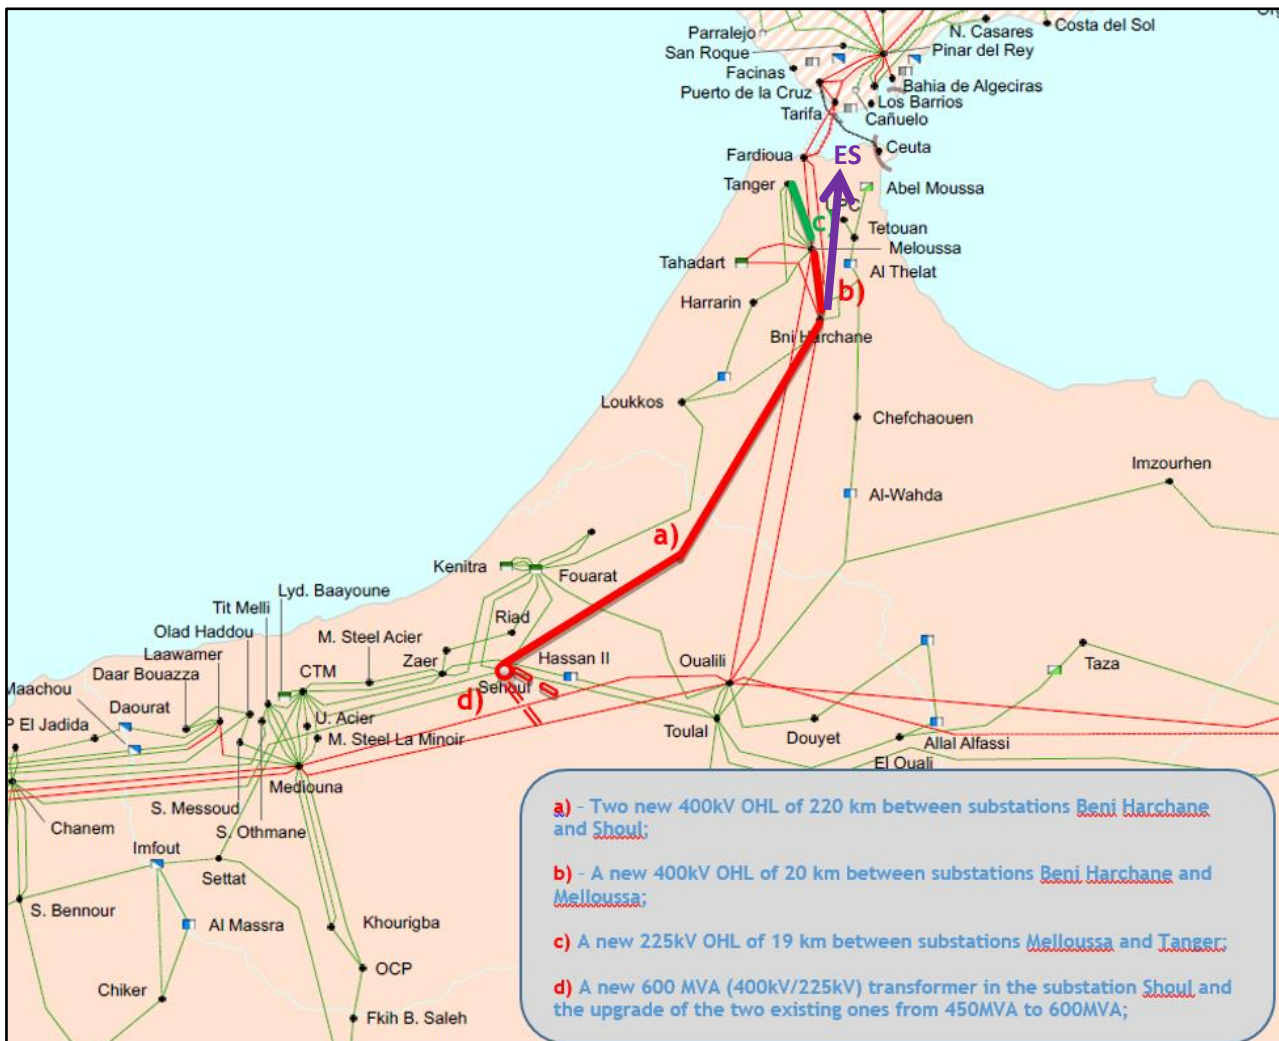 Parralejo
N. Casares
Costa del Sol
San Roque
Pinar del Rey
Facinas
Bahia de Algeciras
Puerto de la Cruz
Los Barrios
Tarifa
Cañuelo
Ceuta
Fardioua
ES
Tanger
Abel Moussa
c)
Tetouan
Meloussa
Tahadart
Al Thelat
b)
Harrarin
Bni Harchane
Loukkos
Chefchaouen
Imzourhen
Al-Wahda
a)
Kenitra
Fouarat
Lyd. Baayoune
Tit Melli
Riad
Olad Haddou
M. Steel Acier
Laawamer
Zaer
Hassan II
Oualili
Daar Bouazza
CTM
Taza
Maachou
Daourat
d)
Sehoul
P El Jadida
U. Acier
M. Steel La Minoir
Toulal
Douyet
Allal Alfassi
El Ouali
Mediouna
S. Messoud
Chanem
S. Othmane
Imfout
Settat
S. Bennour
Al Massra
Khourigba
OCP
Chiker
Fkih B. Saleh
a) - Two new 400kV OHL of 220 km between substations Beni Harchane
and Shoul;
b) - A new 400kV OHL of 20 km between substations Beni Harchane and
Melloussa;
c) A new 225kV OHL of 19 km between substations Melloussa and Tanger;
d) A new 600 MVA (400kV/225kV) transformer in the substation Shoul and
the upgrade of the two existing ones from 450MVA to 600MVA;